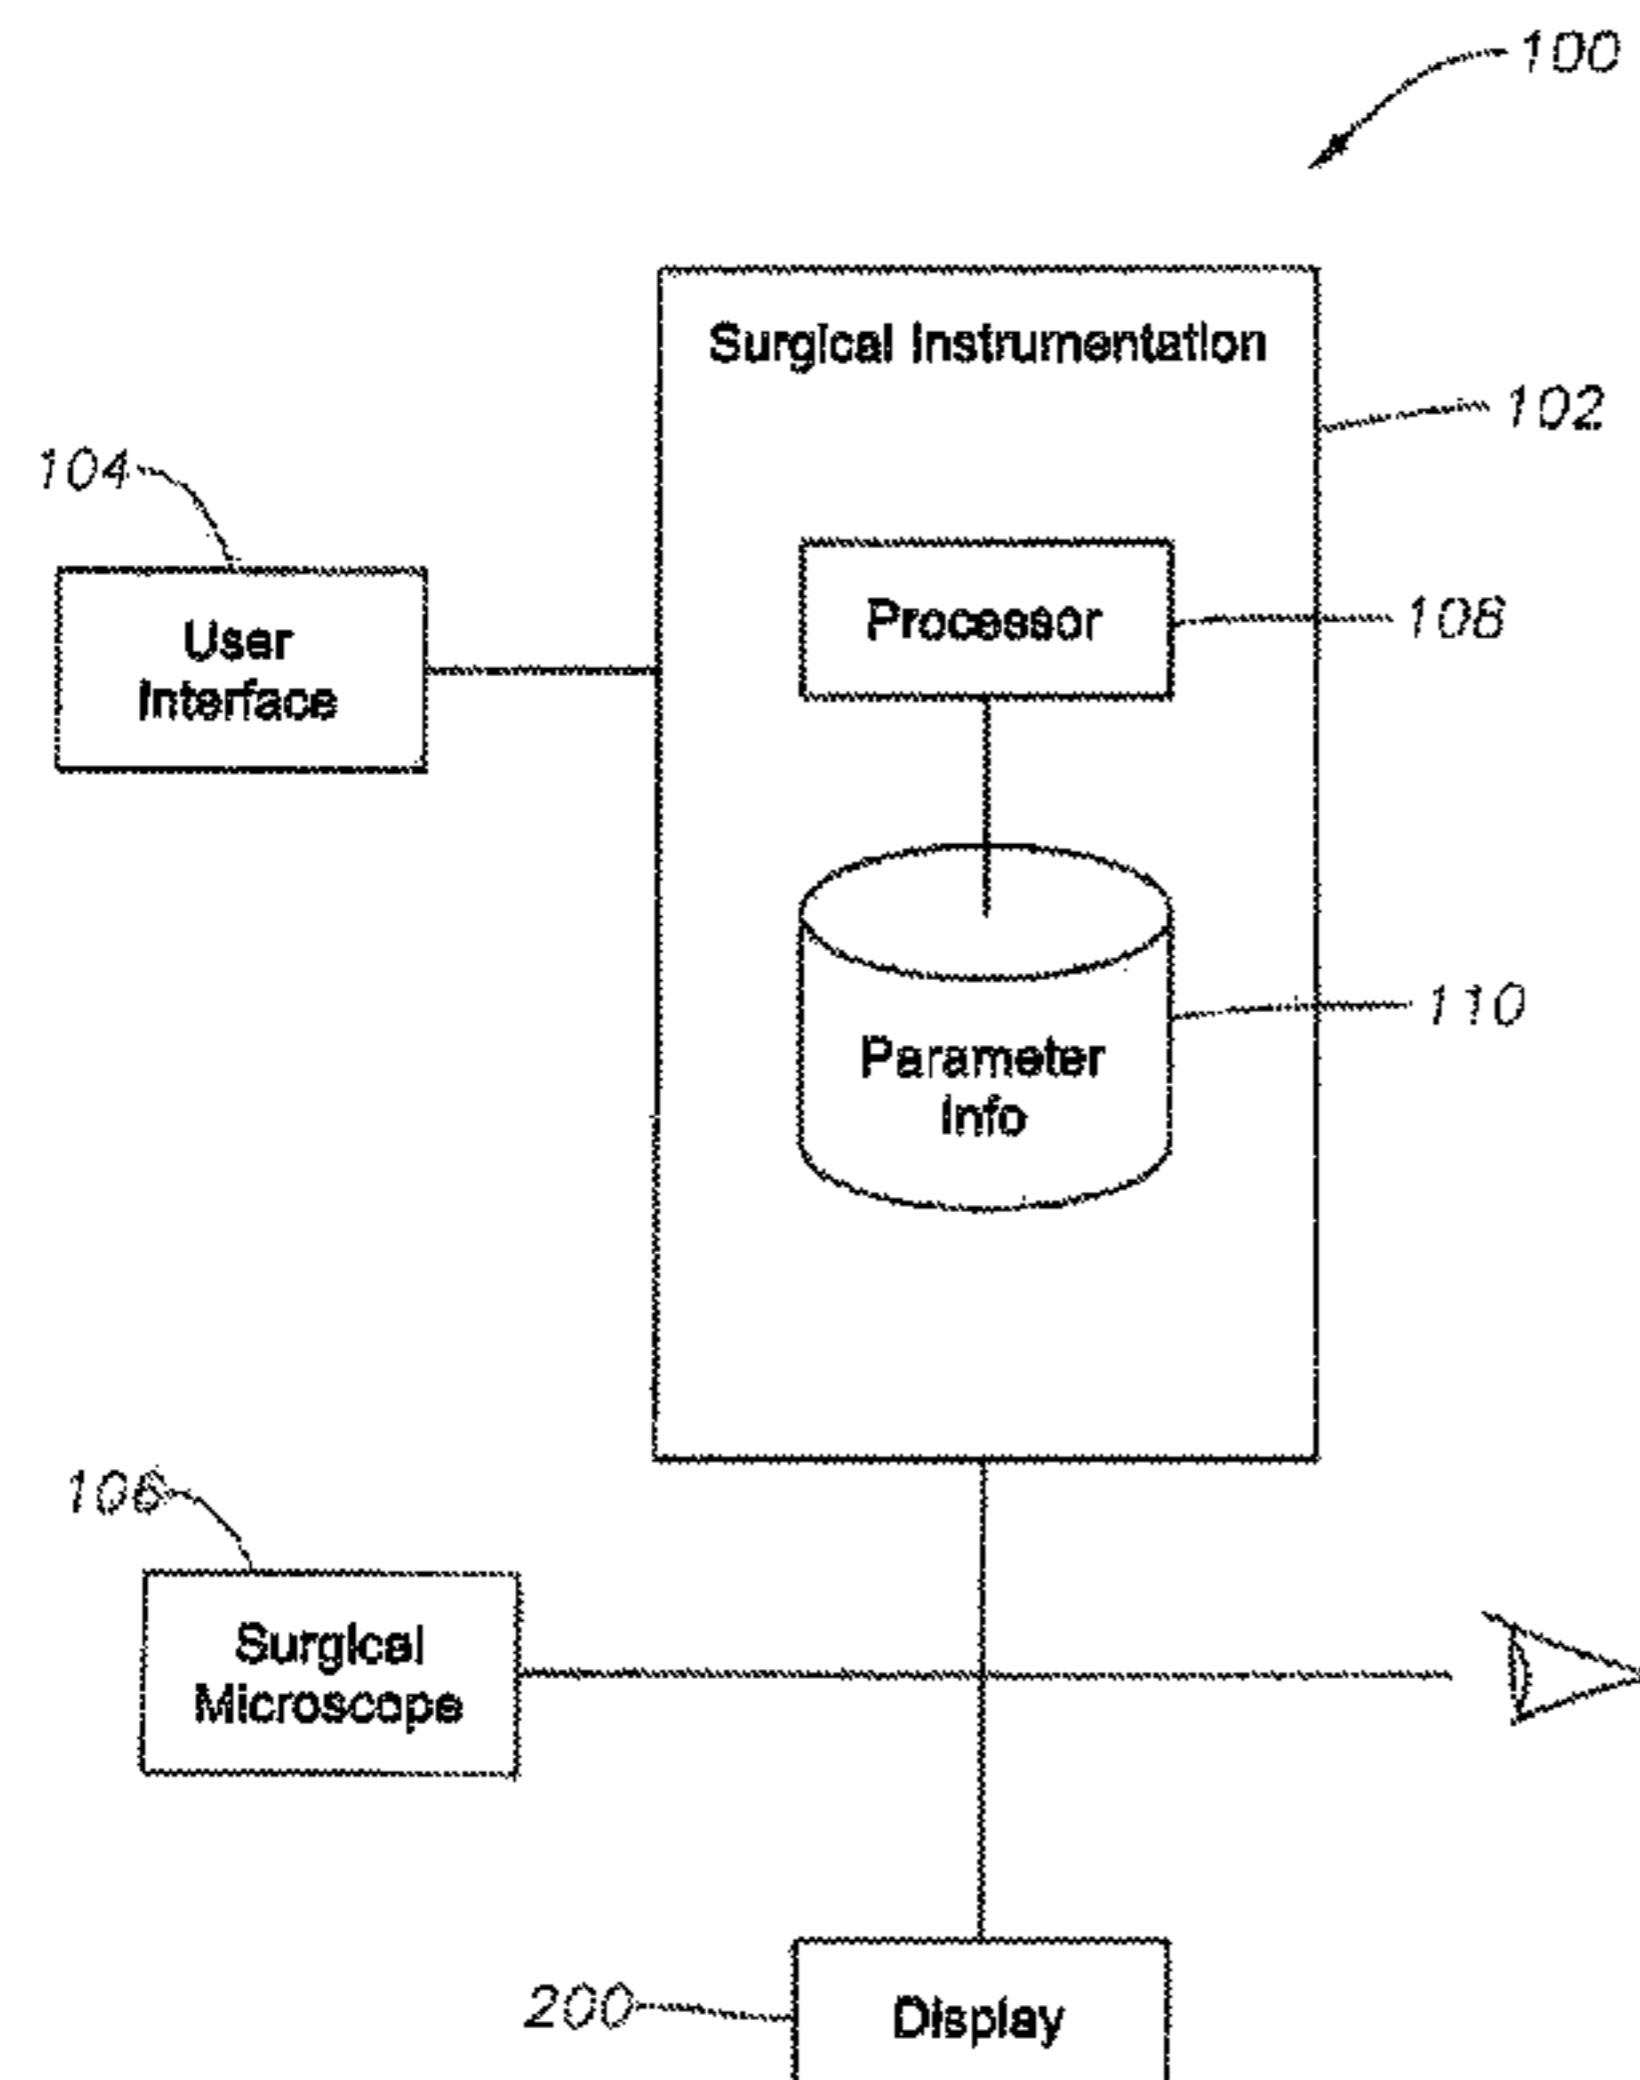 100
Surgical Instrumentation
102
104
User
Interface
Processor
108
110
Parameter
Info
106
Surgical
Microscope
200
Display